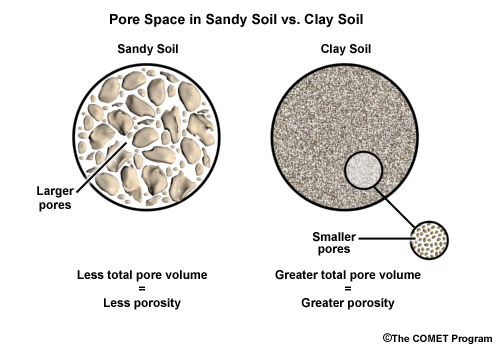 Pore Space in Sandy Soil vs. Clay Soil
Sandy Soil
Clay Soil
Larger
pores
Smaller
pores
Less total pore volume
=
Less porosity
Greater total pore volume
=
Greater porosity
©The COMET Program